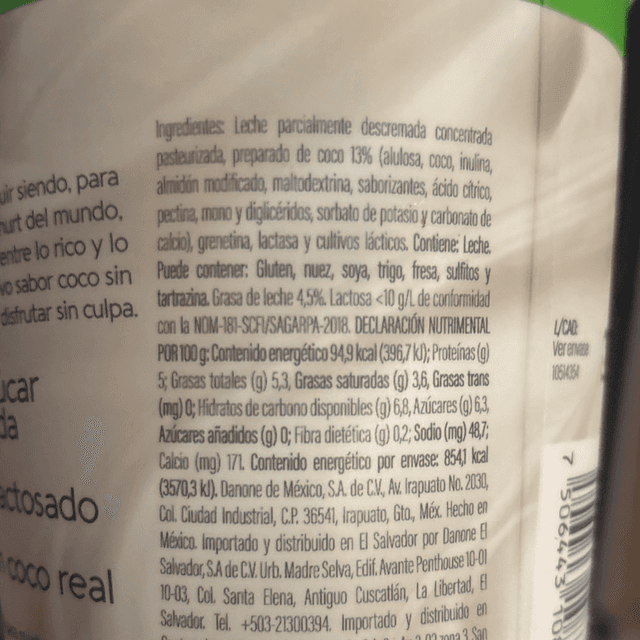 uir siendo, para
hurt del mundo,
entre lo rico y lo
vo sabor coco sin
disfrutar sin culpa.
úcar
da
actosado
coco real
Ingredientes: Leche parcialmente descremada concentrada
pasteurizada, preparado de coco 13% (alulosa, coco, inulina,
almidón modificado, maltodextrina, saborizantes, ácido cítrico,
pectina, mono y diglicéridos, sorbato de potasio y carbonato de
calcio), grenetina, lactasa y cultivos lácticos. Contiene: Leche.
Puede contener: Gluten, nuez, soya, trigo, fresa, sulfitos y
tartrazina. Grasa de leche 4,5%. Lactosa <10 g/L de conformidad
con la NOM-181-SCFI/SAGARPA-2018. DECLARACIÓN NUTRIMENTAL
POR 100 g: Contenido energético 94,9 kcal (396,7 kJ); Proteínas (g)
5; Grasas totales (g) 5,3, Grasas saturadas (g) 3,6, Grasas trans
(mg) 0; Hidratos de carbono disponibles (g) 6,8, Azúcares (g) 6,3,
Azúcares añadidos (g) 0; Fibra dietética (g) 0,2; Sodio (mg) 48,7;
Calcio (mg) 171. Contenido energético por envase: 854,1 kcal
(3570,3 kJ). Danone de México, S.A. de C.V., Av. Irapuato No. 2030,
Col. Ciudad Industrial, C.P. 36541, Irapuato, Gto., Méx. Hecho en
México. Importado y distribuido en El Salvador por Danone El
Salvador, S.A de C.V. Urb. Madre Selva, Edif. Avante Penthouse 10-01
10-03, Col. Santa Elena, Antiguo Cuscatlán, La Libertad, El
Salvador. Tel. +503-21300394. Importado y distribuido en
L/CAD:
Ver envase
10514354
7 506443 10